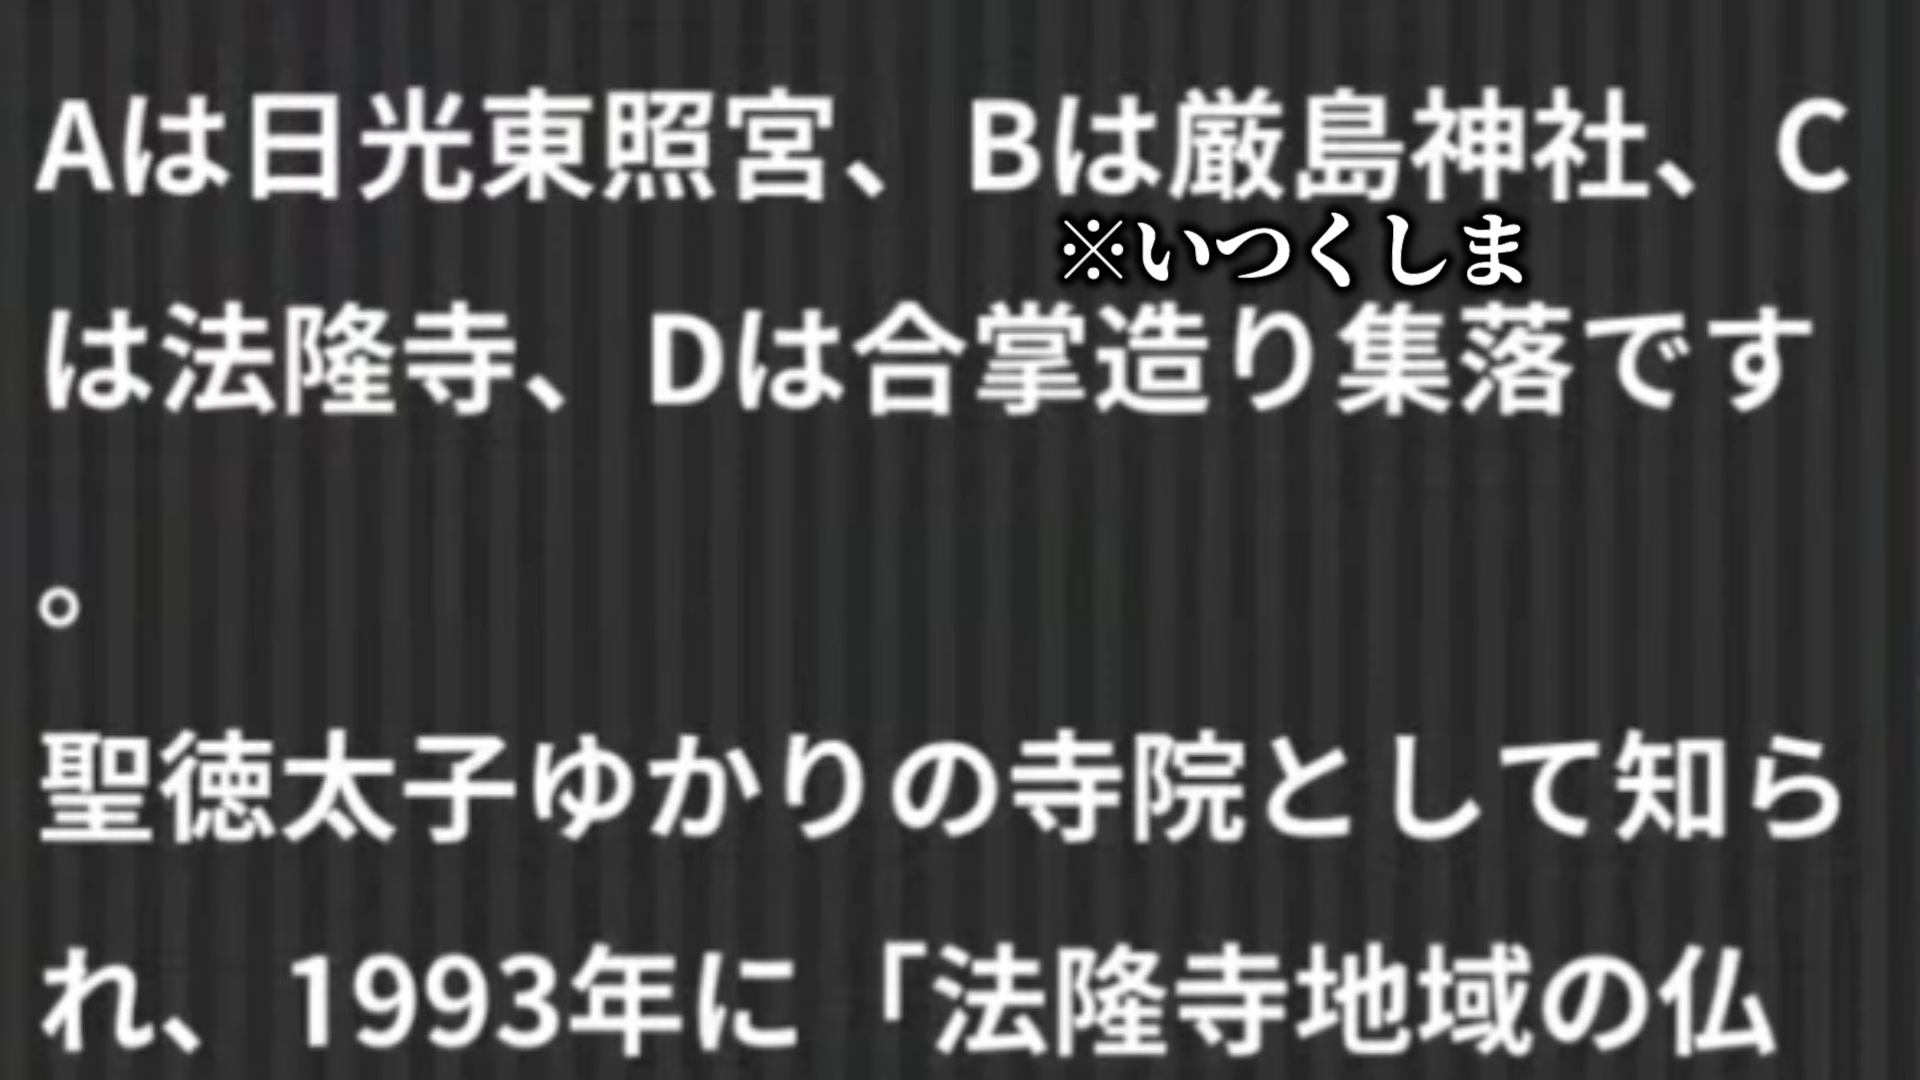 Aは日光東照宮、Bは厳島神社、C
※いつくしま
は法隆寺、Dは合掌造り集落です
。
聖徳太子ゆかりの寺院として知ら
れ、1993年に「法隆寺地域の仏